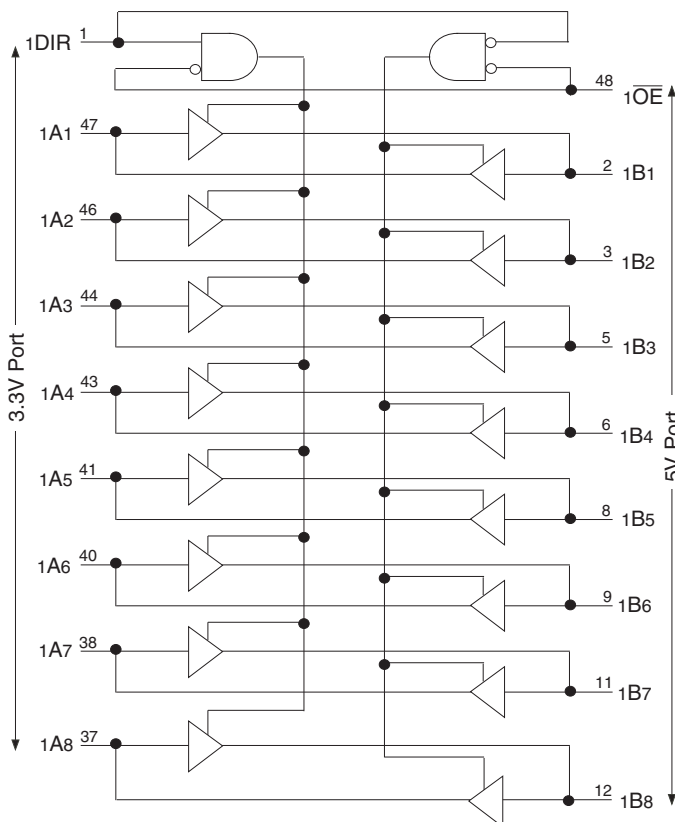 1DIR 1
48 1O̅E̅
1A1 47
2 1B1
1A2 46
3 1B2
1A3 44
5 1B3
1A4 43
6 1B4
1A5 41
8 1B5
1A6 40
9 1B6
1A7 38
11 1B7
1A8 37
12 1B8
3.3V Port
5V Port